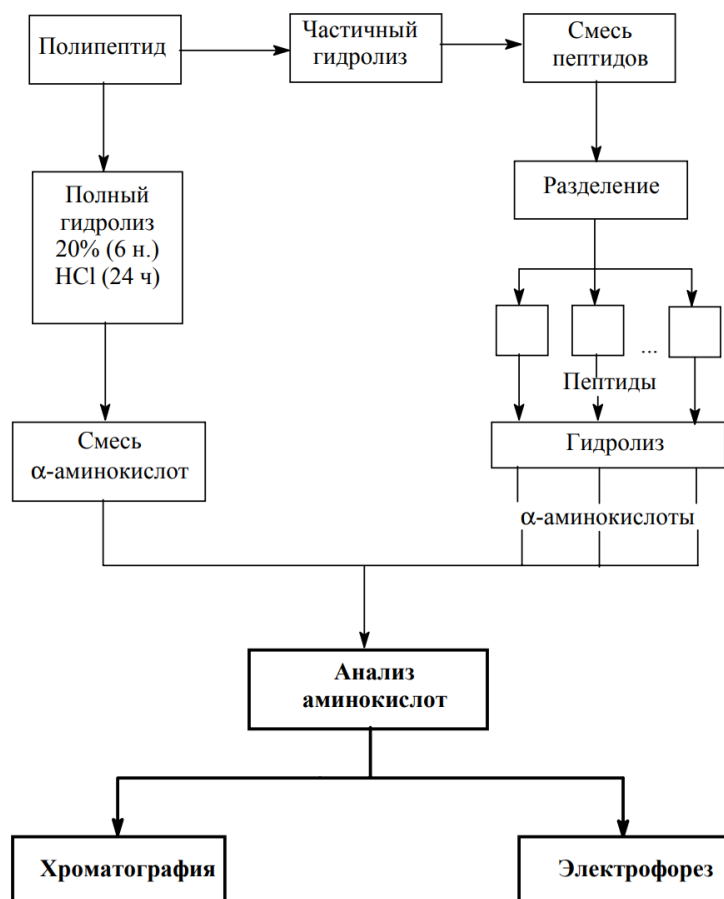 Полипептид
Частичный
гидролиз
Смесь
пептидов
Полный
гидролиз
20% (6 н.)
HCl (24 ч)
Разделение
...
Пептиды
Смесь
α-аминокислот
Гидролиз
α-аминокислоты
Анализ
аминокислот
Хроматография
Электрофорез